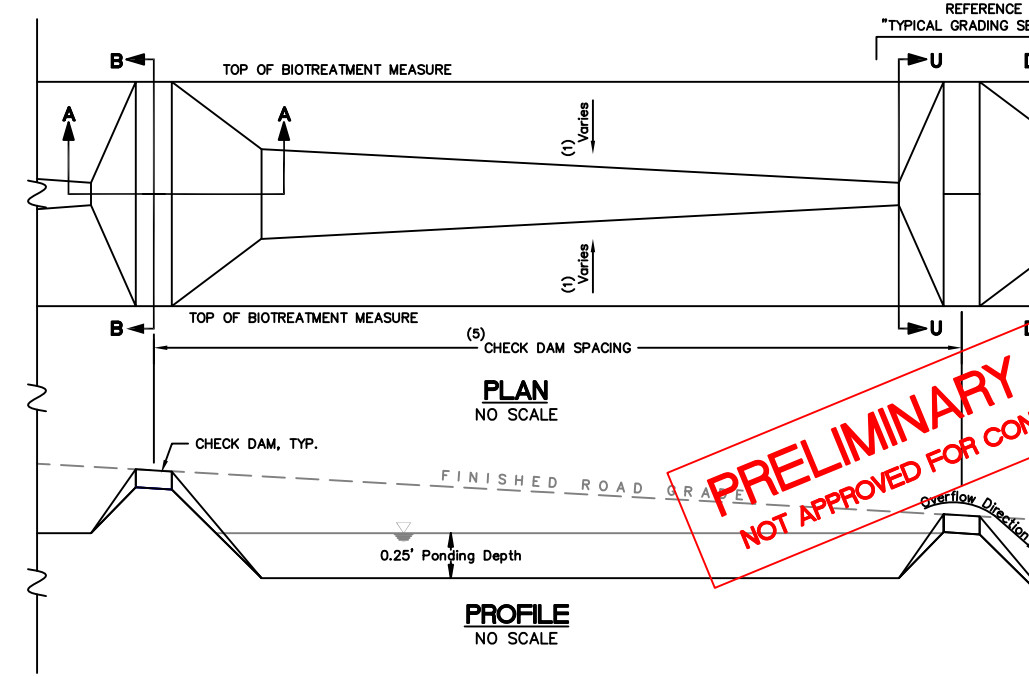 REFERENCE
"TYPICAL GRADING SE
B
U
D
TOP OF BIOTREATMENT MEASURE
A
A
(1)
Varies
(1)
Varies
B
TOP OF BIOTREATMENT MEASURE
U
D
(5)
CHECK DAM SPACING
PLAN
NO SCALE
PRELIMINARY
NOT APPROVED FOR CON
CHECK DAM, TYP.
FINISHED ROAD GRADE
Overflow Direction
0.25' Ponding Depth
PROFILE
NO SCALE